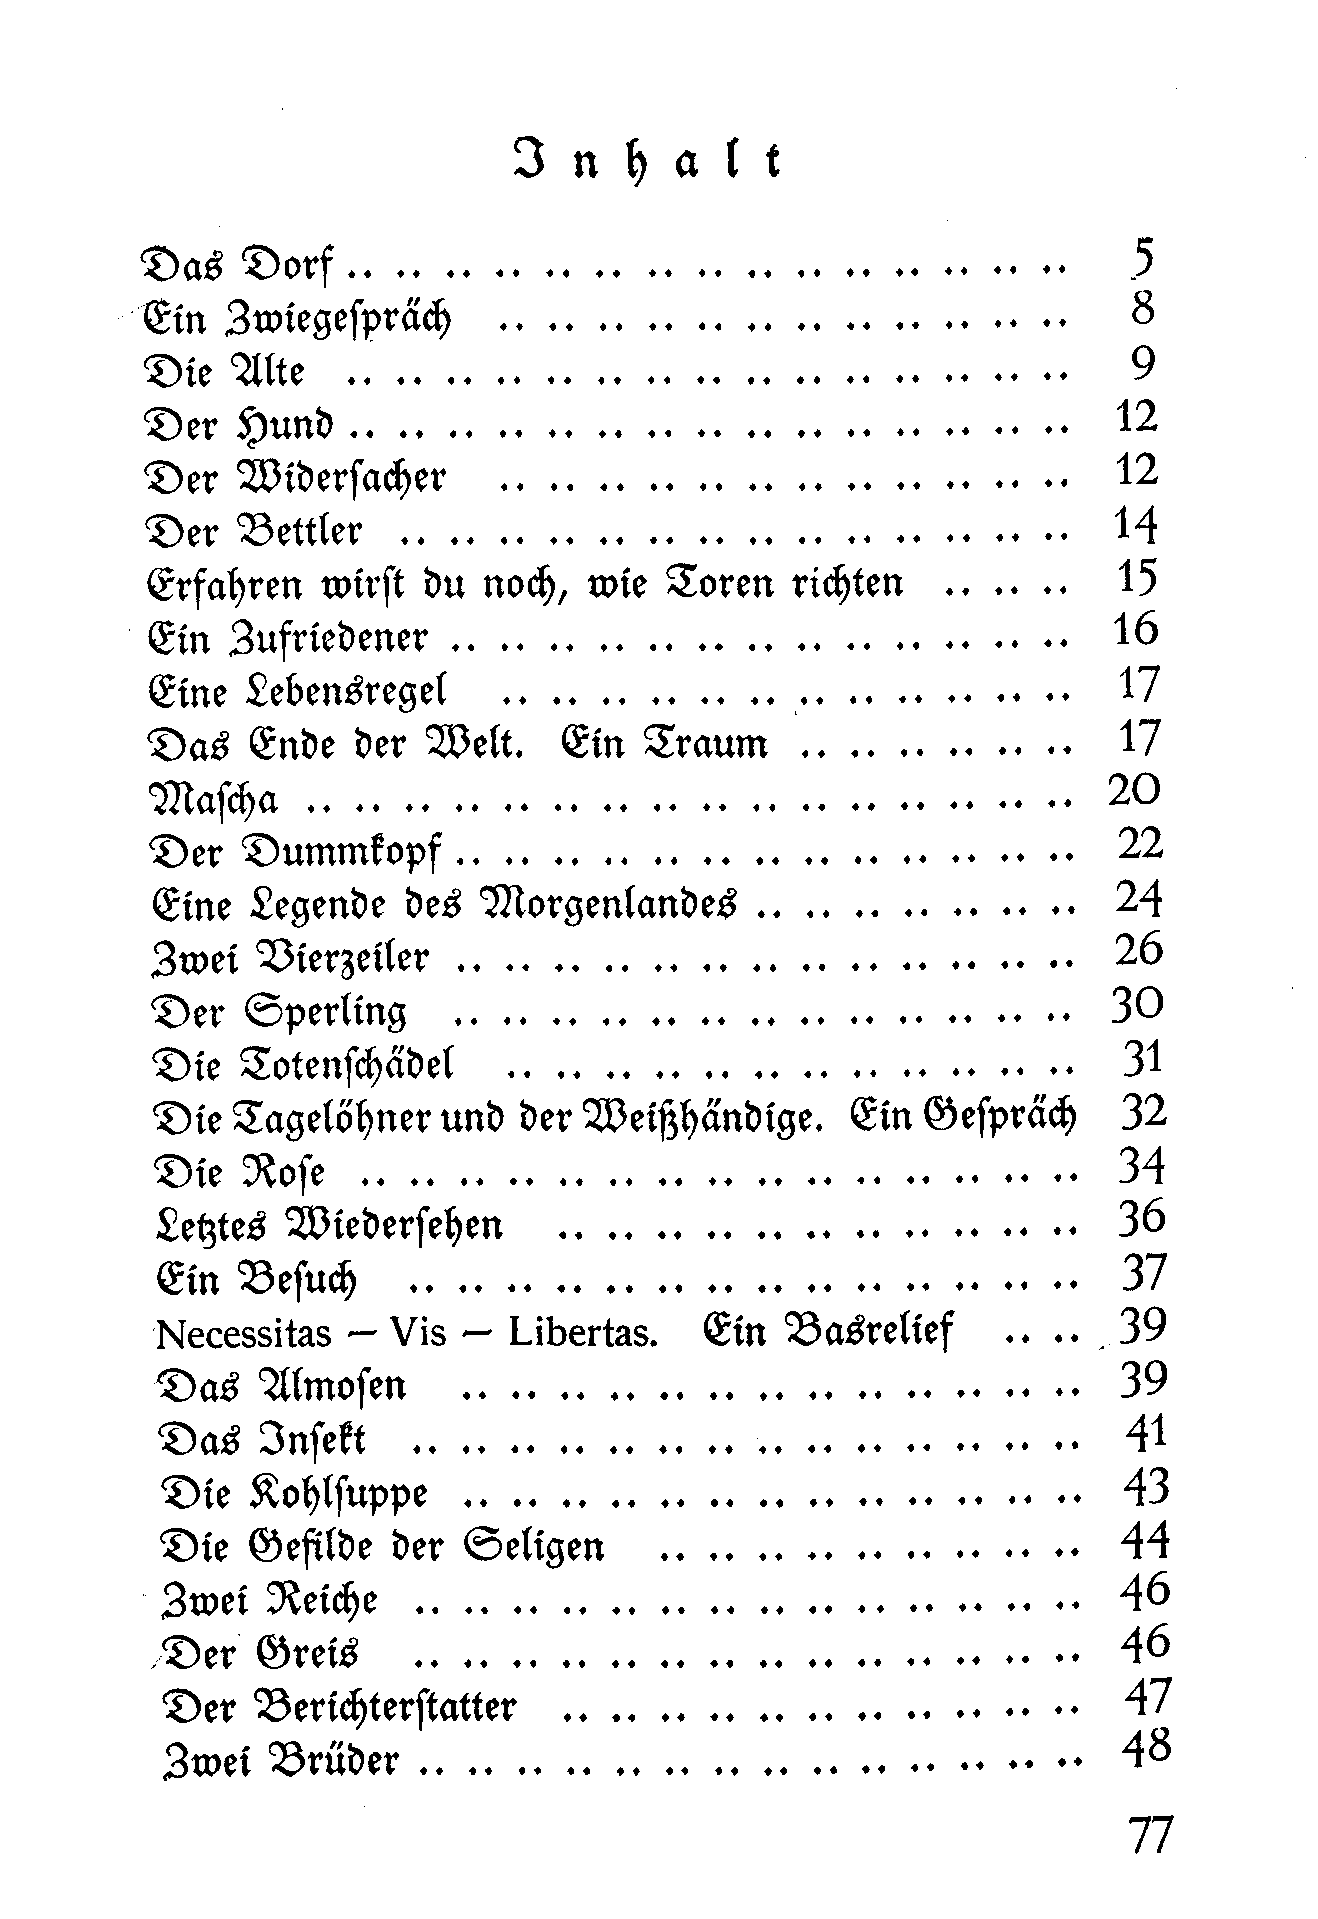 Inhalt
Das Dorf .. .. .. .. .. .. .. .. .. .. .. .. .. .. .. 5
Ein Zwiegespräch .. .. .. .. .. .. .. .. .. .. .. .. 8
Die Alte .. .. .. .. .. .. .. .. .. .. .. .. .. .. .. 9
Der Hund .. .. .. .. .. .. .. .. .. .. .. .. .. .. .. 12
Der Widersacher .. .. .. .. .. .. .. .. .. .. .. .. 12
Der Bettler .. .. .. .. .. .. .. .. .. .. .. .. .. .. 14
Erfahren wirst du noch, wie Toren richten .. .. .. 15
Ein Zufriedener .. .. .. .. .. .. .. .. .. .. .. .. .. 16
Eine Lebensregel .. .. .. .. .. .. .. .. .. .. .. .. 17
Das Ende der Welt. Ein Traum .. .. .. .. .. .. 17
Mascha .. .. .. .. .. .. .. .. .. .. .. .. .. .. .. .. 20
Der Dummkopf .. .. .. .. .. .. .. .. .. .. .. .. .. 22
Eine Legende des Morgenlandes .. .. .. .. .. .. .. 24
Zwei Vierzeiler .. .. .. .. .. .. .. .. .. .. .. .. .. 26
Der Sperling .. .. .. .. .. .. .. .. .. .. .. .. .. 30
Die Totenschädel .. .. .. .. .. .. .. .. .. .. .. .. 31
Die Tagelöhner und der Weißhändige. Ein Gespräch 32
Die Rose .. .. .. .. .. .. .. .. .. .. .. .. .. .. .. 34
Letztes Wiedersehen .. .. .. .. .. .. .. .. .. .. .. 36
Ein Besuch .. .. .. .. .. .. .. .. .. .. .. .. .. .. 37
Necessitas — Vis — Libertas. Ein Basrelief .. .. 39
Das Almosen .. .. .. .. .. .. .. .. .. .. .. .. .. 39
Das Insekt .. .. .. .. .. .. .. .. .. .. .. .. .. .. 41
Die Kohlsuppe .. .. .. .. .. .. .. .. .. .. .. .. .. 43
Die Gefilde der Seligen .. .. .. .. .. .. .. .. .. 44
Zwei Reiche .. .. .. .. .. .. .. .. .. .. .. .. .. .. 46
Der Greis .. .. .. .. .. .. .. .. .. .. .. .. .. .. 46
Der Berichterstatter .. .. .. .. .. .. .. .. .. .. .. 47
Zwei Brüder .. .. .. .. .. .. .. .. .. .. .. .. .. .. 48
77